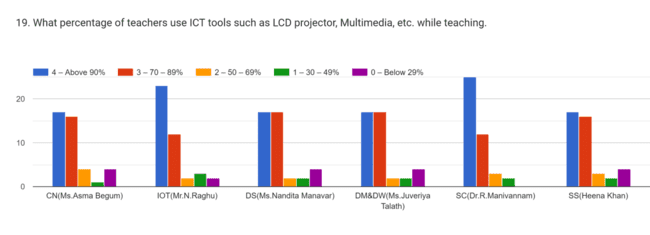 19. What percentage of teachers use ICT tools such as LCD projector, Multimedia, etc. while teaching.
4 – Above 90% 3 – 70 – 89% 2 – 50 – 69% 1 – 30 – 49% 0 – Below 29%
20
10
0
CN(Ms.Asma Begum) IOT(Mr.N.Raghu) DS(Ms.Nandita Manavar) DM&DW(Ms.Juveriya SC(Dr.R.Manivannam) SS(Heena Khan)
Talath)